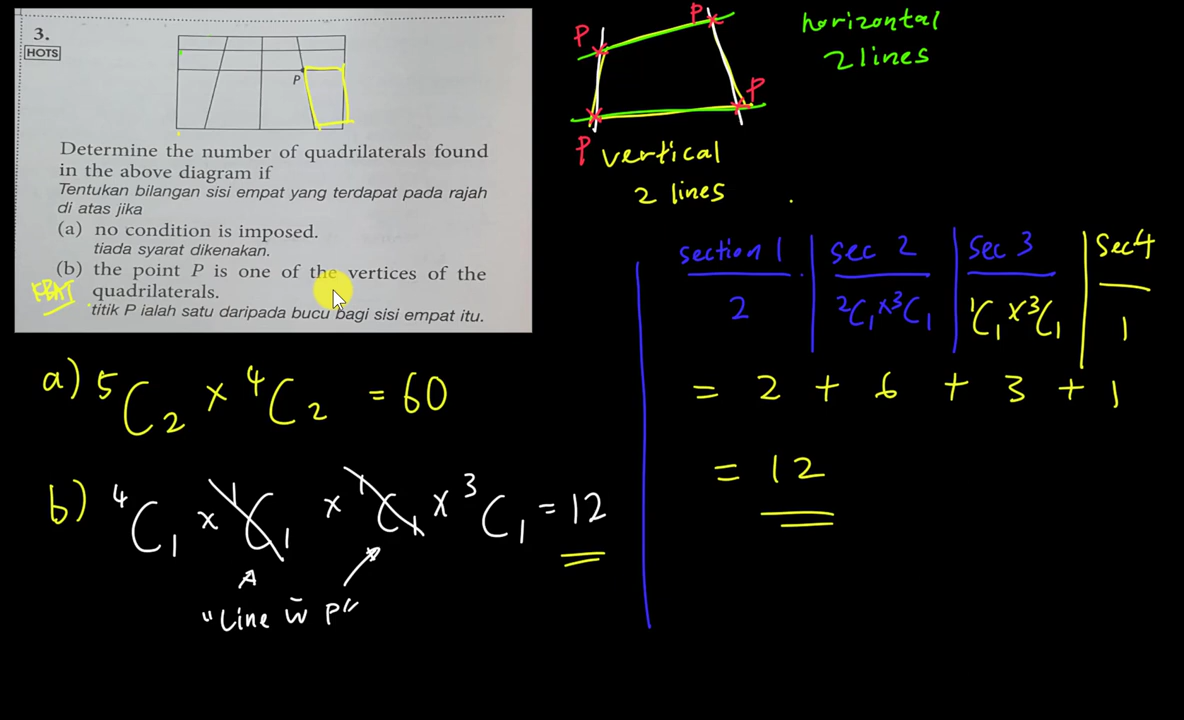 3.
HOTS
P
Determine the number of quadrilaterals found
in the above diagram if
Tentukan bilangan sisi empat yang terdapat pada rajah
di atas jika
(a) no condition is imposed.
tiada syarat dikenakan.
(b) the point P is one of the vertices of the
quadrilaterals.
KBAT
titik P ialah satu daripada bucu bagi sisi empat itu.
P
P
P
P
horizontal
2 lines
vertical
2 lines
a) ⁵C₂ × ⁴C₂ = 60
b) ⁴C₁ × ¹C₁ × ¹C₁ × ³C₁ = 12
"Line w̄ P"
section 1 | sec 2 | sec 3 | sec 4
2 | ²C₁ × ³C₁ | ¹C₁ × ³C₁ | 1
= 2 + 6 + 3 + 1
= 12